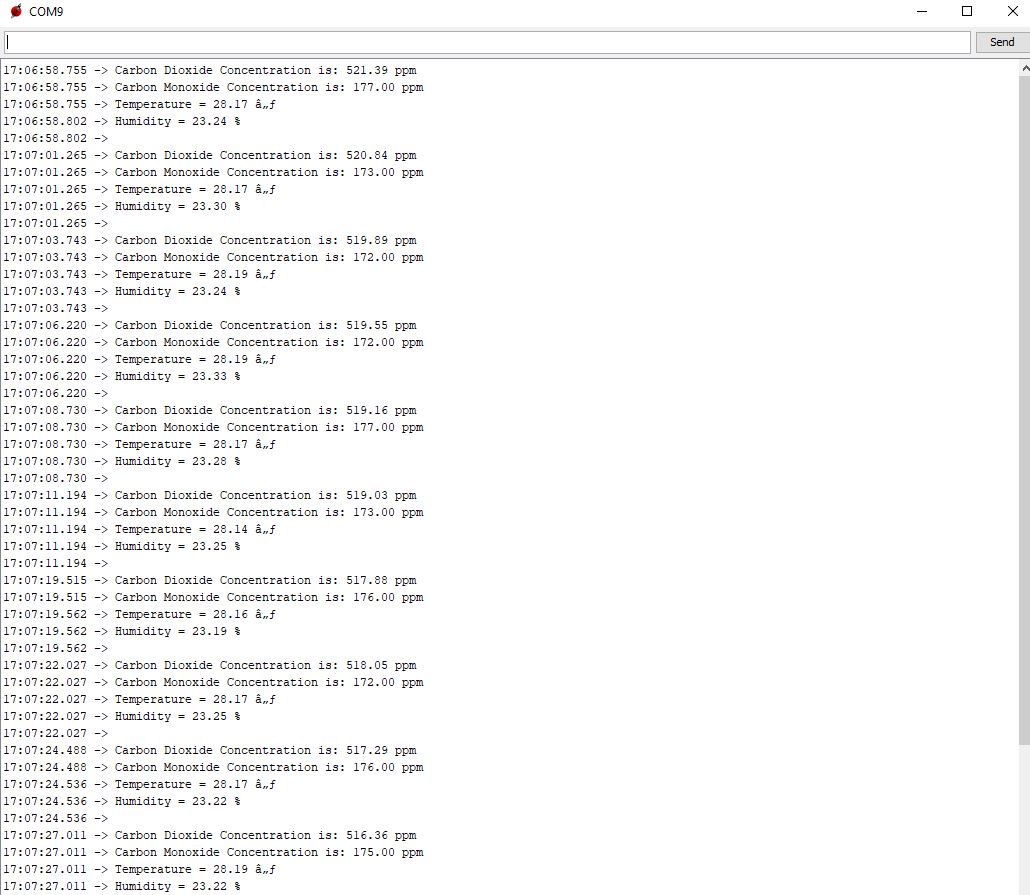 COM9
Send
17:06:58.755 -> Carbon Dioxide Concentration is: 521.39 ppm
17:06:58.755 -> Carbon Monoxide Concentration is: 177.00 ppm
17:06:58.755 -> Temperature = 28.17 â„ƒ
17:06:58.802 -> Humidity = 23.24 %
17:06:58.802 ->
17:07:01.265 -> Carbon Dioxide Concentration is: 520.84 ppm
17:07:01.265 -> Carbon Monoxide Concentration is: 173.00 ppm
17:07:01.265 -> Temperature = 28.17 â„ƒ
17:07:01.265 -> Humidity = 23.30 %
17:07:01.265 ->
17:07:03.743 -> Carbon Dioxide Concentration is: 519.89 ppm
17:07:03.743 -> Carbon Monoxide Concentration is: 172.00 ppm
17:07:03.743 -> Temperature = 28.19 â„ƒ
17:07:03.743 -> Humidity = 23.24 %
17:07:03.743 ->
17:07:06.220 -> Carbon Dioxide Concentration is: 519.55 ppm
17:07:06.220 -> Carbon Monoxide Concentration is: 172.00 ppm
17:07:06.220 -> Temperature = 28.19 â„ƒ
17:07:06.220 -> Humidity = 23.33 %
17:07:06.220 ->
17:07:08.730 -> Carbon Dioxide Concentration is: 519.16 ppm
17:07:08.730 -> Carbon Monoxide Concentration is: 177.00 ppm
17:07:08.730 -> Temperature = 28.17 â„ƒ
17:07:08.730 -> Humidity = 23.28 %
17:07:08.730 ->
17:07:11.194 -> Carbon Dioxide Concentration is: 519.03 ppm
17:07:11.194 -> Carbon Monoxide Concentration is: 173.00 ppm
17:07:11.194 -> Temperature = 28.14 â„ƒ
17:07:11.194 -> Humidity = 23.25 %
17:07:11.194 ->
17:07:19.515 -> Carbon Dioxide Concentration is: 517.88 ppm
17:07:19.515 -> Carbon Monoxide Concentration is: 176.00 ppm
17:07:19.562 -> Temperature = 28.16 â„ƒ
17:07:19.562 -> Humidity = 23.19 %
17:07:19.562 ->
17:07:22.027 -> Carbon Dioxide Concentration is: 518.05 ppm
17:07:22.027 -> Carbon Monoxide Concentration is: 172.00 ppm
17:07:22.027 -> Temperature = 28.17 â„ƒ
17:07:22.027 -> Humidity = 23.25 %
17:07:22.027 ->
17:07:24.488 -> Carbon Dioxide Concentration is: 517.29 ppm
17:07:24.488 -> Carbon Monoxide Concentration is: 176.00 ppm
17:07:24.536 -> Temperature = 28.17 â„ƒ
17:07:24.536 -> Humidity = 23.22 %
17:07:24.536 ->
17:07:27.011 -> Carbon Dioxide Concentration is: 516.36 ppm
17:07:27.011 -> Carbon Monoxide Concentration is: 175.00 ppm
17:07:27.011 -> Temperature = 28.19 â„ƒ
17:07:27.011 -> Humidity = 23.22 %